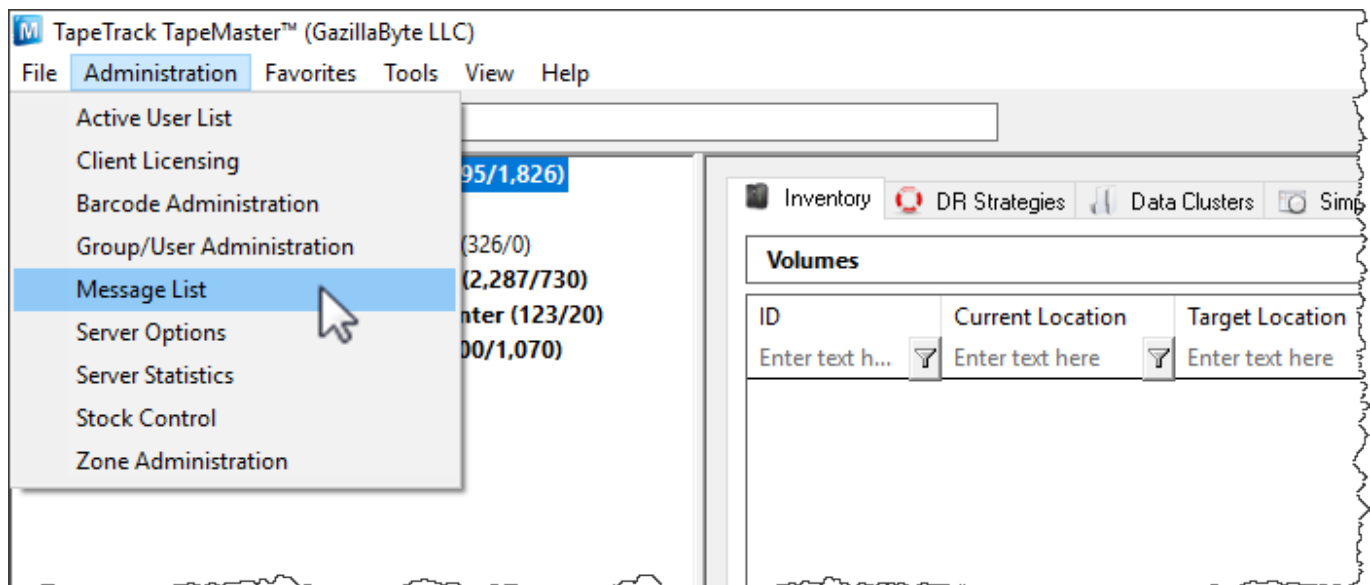 M TapeTrack TapeMaster™ (GazillaByte LLC)
File Administration Favorites Tools View Help
Active User List
Client Licensing
Barcode Administration
Group/User Administration
Message List
Server Options
Server Statistics
Stock Control
Zone Administration
95/1,826)
(326/0)
(2,287/730)
nter (123/20)
00/1,070)
Inventory DR Strategies Data Clusters Simp
Volumes
ID Current Location Target Location
Enter text h... Enter text here Enter text here